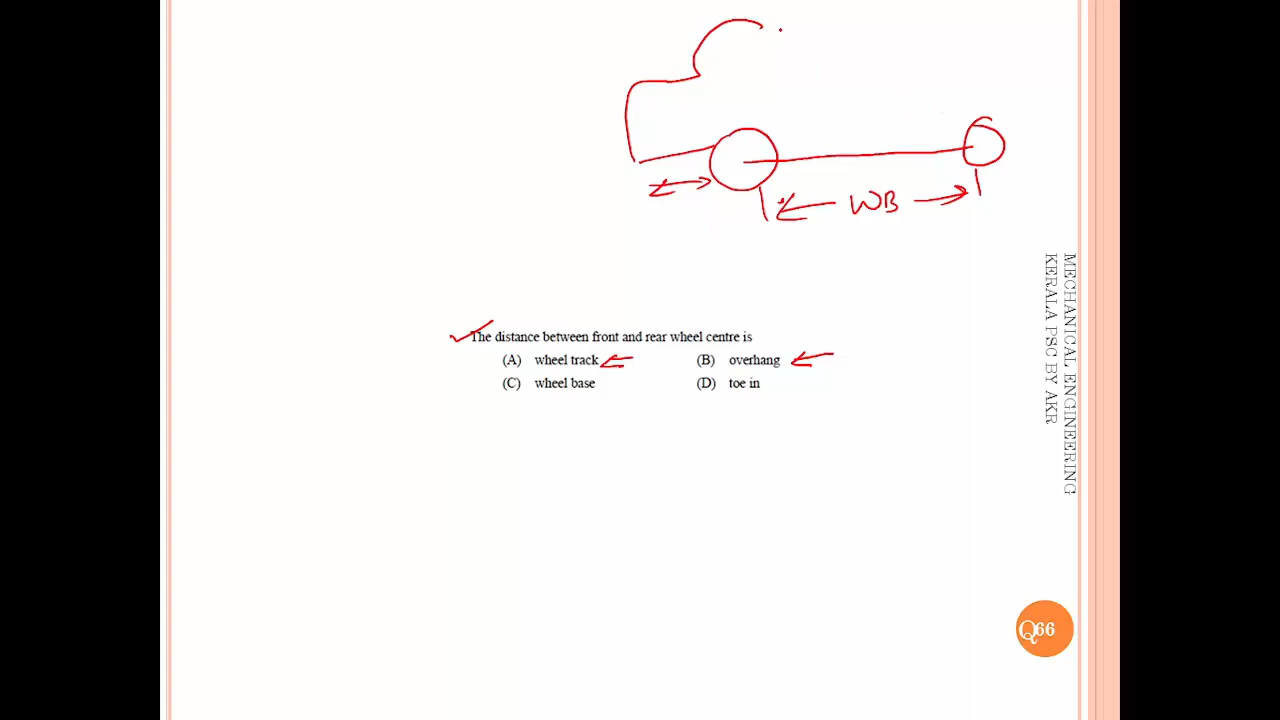 WB
The distance between front and rear wheel centre is
(A) wheel track (B) overhang
(C) wheel base (D) toe in
MECHANICAL ENGINEERING
KERALA PSC BY AKR
Q66